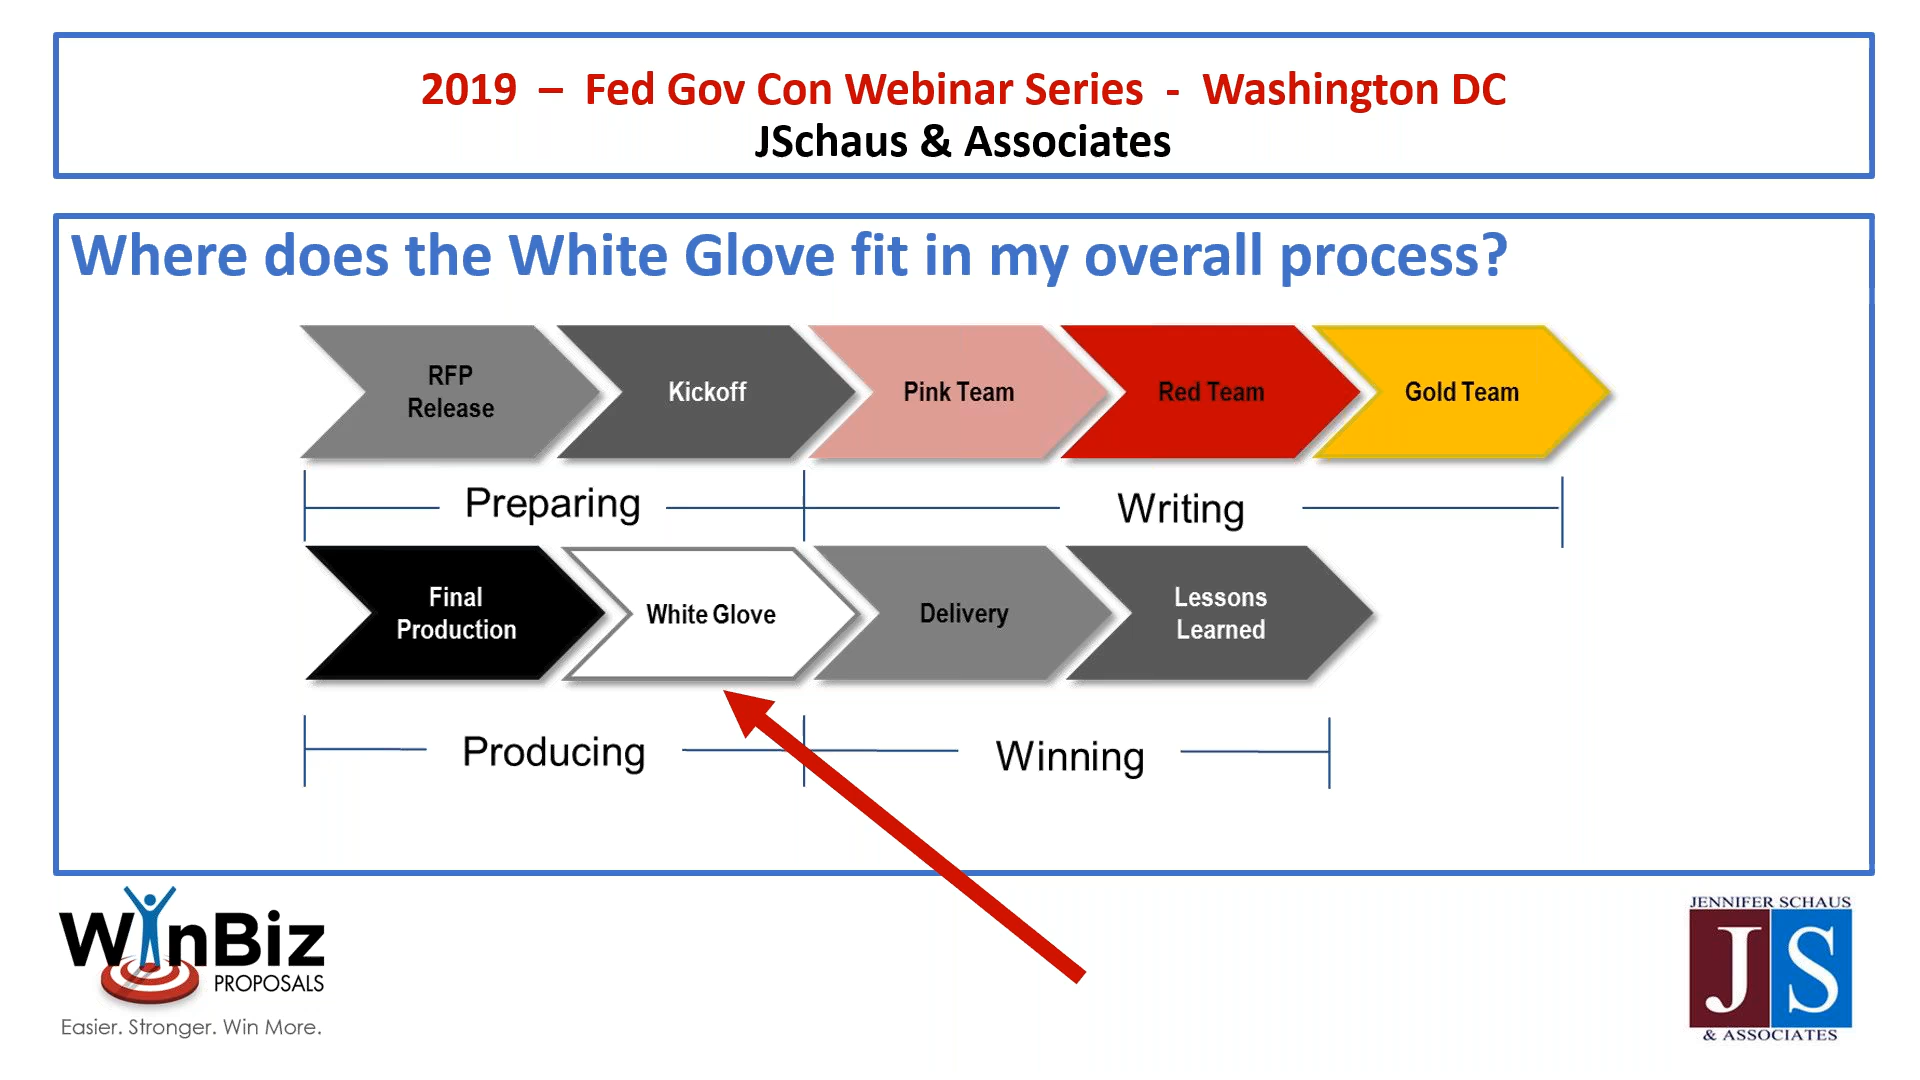 2019 – Fed Gov Con Webinar Series - Washington DC
JSchaus & Associates
Where does the White Glove fit in my overall process?
RFP
Release
Kickoff
Pink Team
Red Team
Gold Team
Preparing
Writing
Final
Production
White Glove
Delivery
Lessons
Learned
Producing
Winning
WinBiz
PROPOSALS
Easier. Stronger. Win More.
JENNIFER SCHAUS
JS
& ASSOCIATES